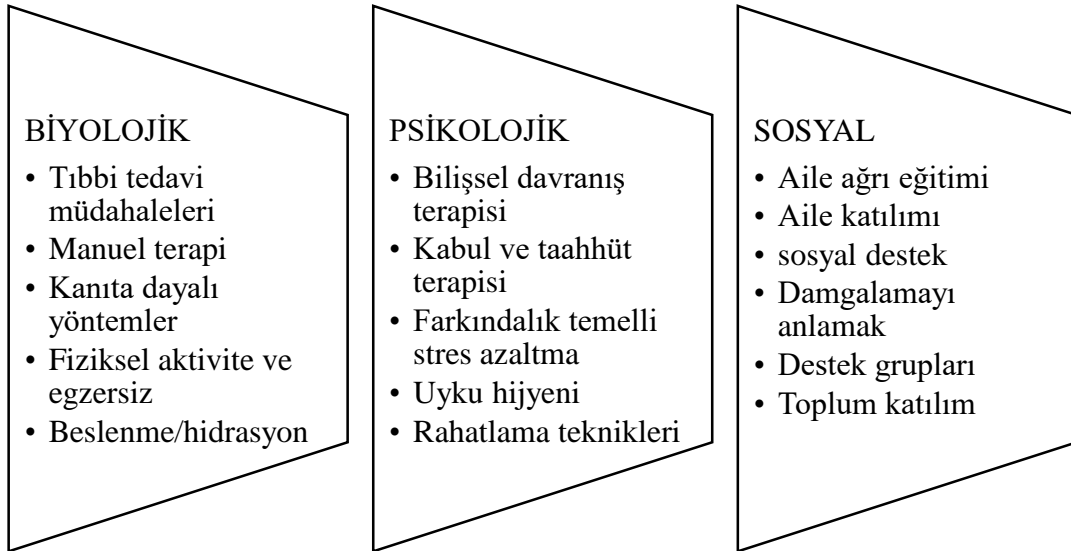 BİYOLOJİK
• Tıbbi tedavi
müdahaleleri
• Manuel terapi
• Kanıta dayalı
yöntemler
• Fiziksel aktivite ve
egzersiz
• Beslenme/hidrasyon
PSİKOLOJİK
• Bilişsel davranış
terapisi
• Kabul ve taahhüt
terapisi
• Farkındalık temelli
stres azaltma
• Uyku hijyeni
• Rahatlama teknikleri
SOSYAL
• Aile ağrı eğitimi
• Aile katılımı
• sosyal destek
• Damgalamayı
anlamak
• Destek grupları
• Toplum katılım